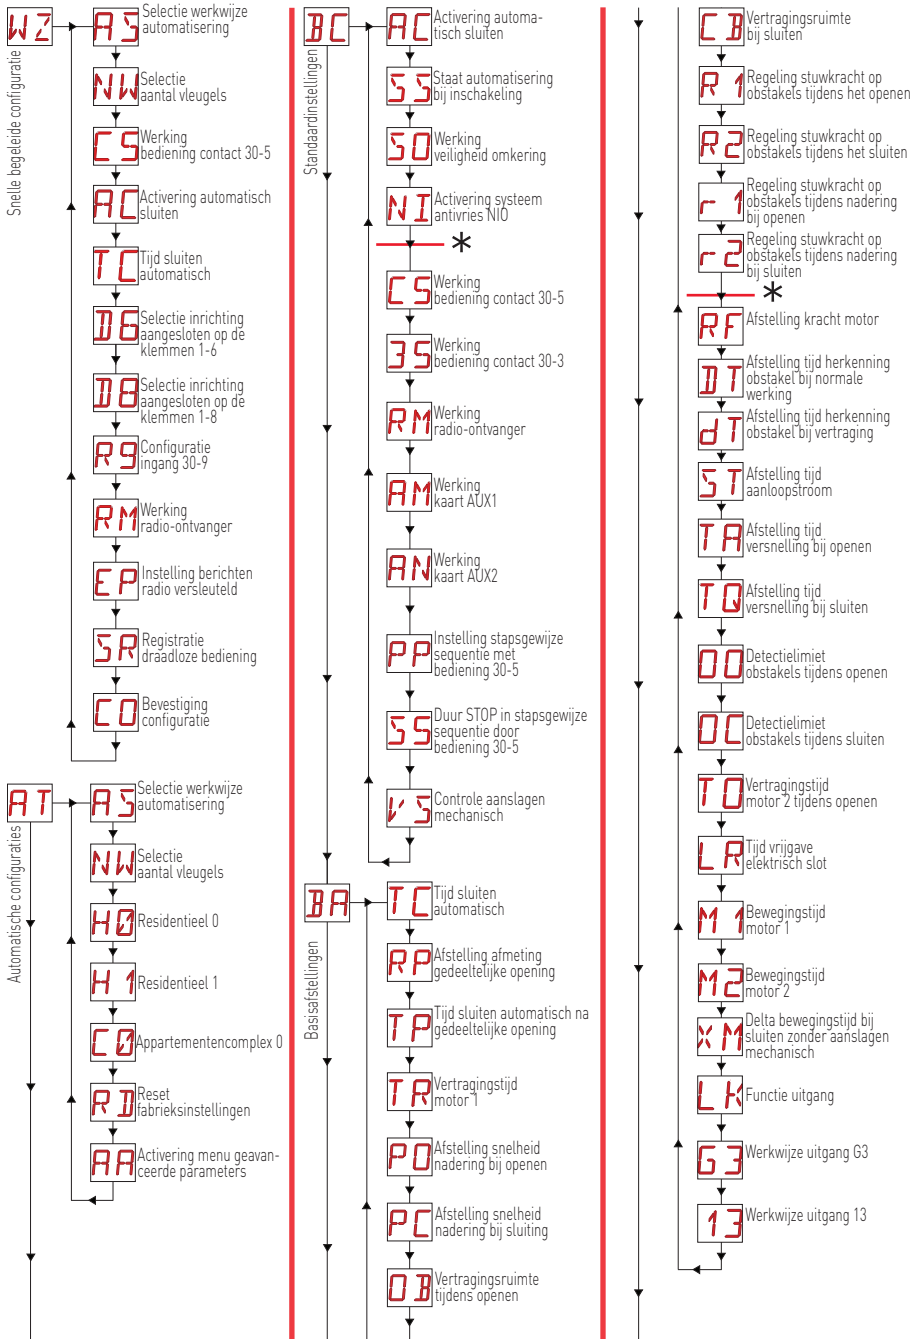 WZ
Snelle begeleide configuratie
AS
Selectie werkwijze
automatisering
NW
Selectie
aantal vleugels
CS
Werking
bediening contact 30-5
AC
Activering automatisch
sluiten
TC
Tijd sluiten
automatisch
D6
Selectie inrichting
aangesloten op de
klemmen 1-6
D8
Selectie inrichting
aangesloten op de
klemmen 1-8
R9
Configuratie
ingang 30-9
RM
Werking
radio-ontvanger
EP
Instelling berichten
radio versleuteld
SR
Registratie
draadloze bediening
CO
Bevestiging
configuratie
AT
Automatische configuraties
AS
Selectie werkwijze
automatisering
NW
Selectie
aantal vleugels
H0
Residentieel 0
H1
Residentieel 1
C0
Appartementencomplex 0
RD
Reset
fabrieksinstellingen
AA
Activering menu geavan-
ceerde parameters
BC
Standaardinstellingen
AC
Activering automa-
tisch sluiten
SS
Staat automatisering
bij inschakeling
SO
Werking
veiligheid omkering
NI
Activering systeem
antivries NIO
*
CS
Werking
bediening contact 30-5
3S
Werking
bediening contact 30-3
RM
Werking
radio-ontvanger
AM
Werking
kaart AUX1
AN
Werking
kaart AUX2
PP
Instelling stapsgewijze
sequentie met
bediening 30-5
S5
Duur STOP in stapsgewijze
sequentie door
bediening 30-5
VS
Controle aanslagen
mechanisch
BA
Basisafstellingen
TC
Tijd sluiten
automatisch
RP
Afstelling afmeting
gedeeltelijke opening
TP
Tijd sluiten automatisch na
gedeeltelijke opening
TR
Vertragingstijd
motor 1
PO
Afstelling snelheid
nadering bij openen
PC
Afstelling snelheid
nadering bij sluiting
OB
Vertragingsruimte
tijdens openen
CB
Vertragingsruimte
bij sluiten
R1
Regeling stuwkracht op
obstakels tijdens het openen
R2
Regeling stuwkracht op
obstakels tijdens het sluiten
r1
Regeling stuwkracht op
obstakels tijdens nadering
bij openen
r2
Regeling stuwkracht op
obstakels tijdens nadering
bij sluiten
*
RF
Afstelling kracht motor
DT
Afstelling tijd herkenning
obstakel bij normale
werking
dT
Afstelling tijd herkenning
obstakel bij vertraging
ST
Afstelling tijd
aanloopstroom
TA
Afstelling tijd
versnelling bij openen
TQ
Afstelling tijd
versnelling bij sluiten
OO
Detectielimiet
obstakels tijdens openen
OC
Detectielimiet
obstakels tijdens sluiten
TO
Vertragingstijd
motor 2 tijdens openen
LR
Tijd vrijgave
elektrisch slot
M1
Bewegingstijd
motor 1
M2
Bewegingstijd
motor 2
XM
Delta bewegingstijd bij
sluiten zonder aanslagen
mechanisch
LK
Functie uitgang
G3
Werkwijze uitgang G3
13
Werkwijze uitgang 13